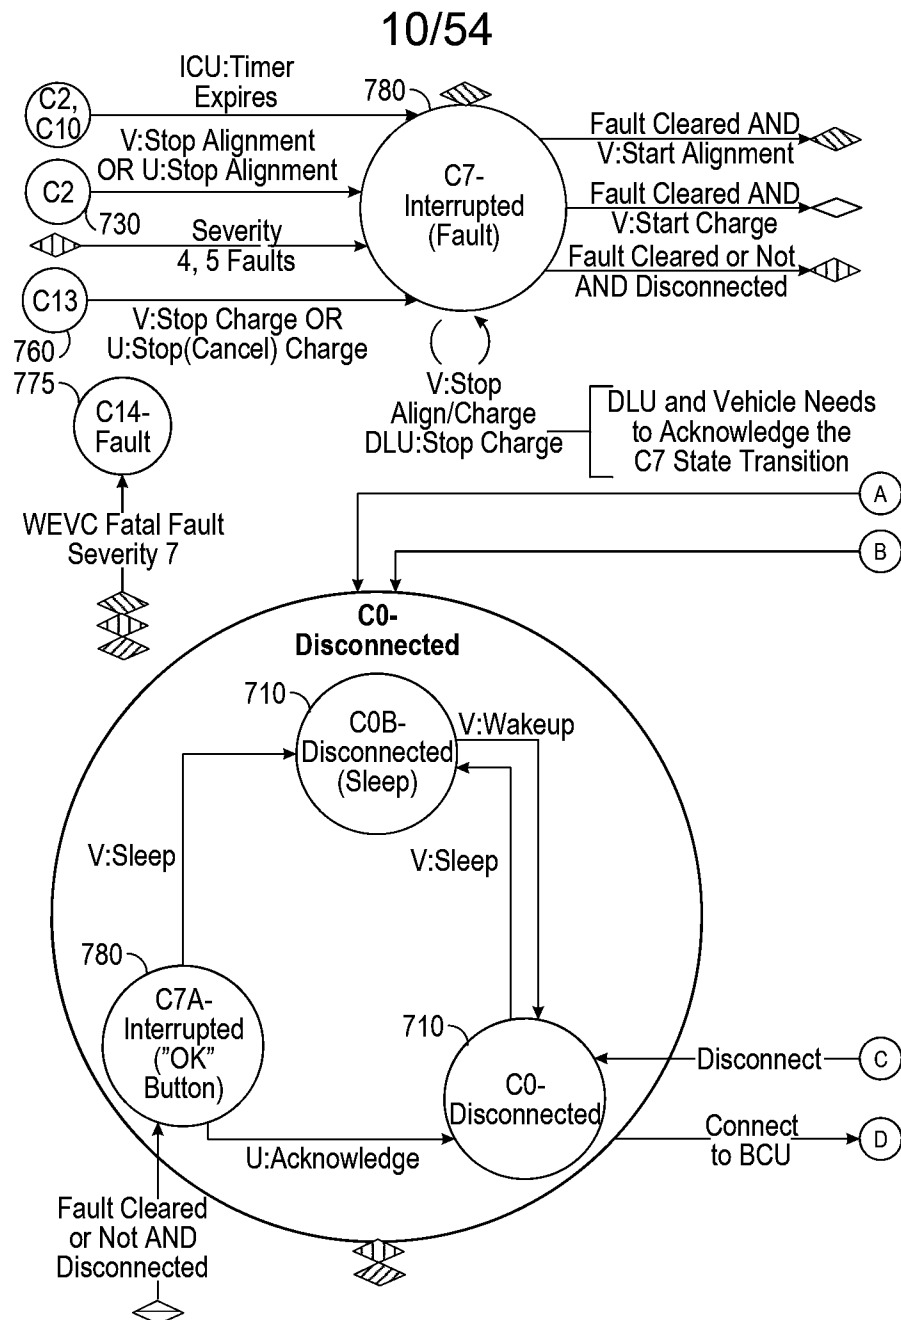 10/54
ICU:Timer
Expires
C2,
C10
780
V:Stop Alignment
OR U:Stop Alignment
C2
730
Severity
4, 5 Faults
C13
760
V:Stop Charge OR
U:Stop(Cancel) Charge
C7-
Interrupted
(Fault)
Fault Cleared AND
V:Start Alignment
Fault Cleared AND
V:Start Charge
Fault Cleared or Not
AND Disconnected
775
C14-
Fault
V:Stop
Align/Charge
DLU:Stop Charge
DLU and Vehicle Needs
to Acknowledge the
C7 State Transition
WEVC Fatal Fault
Severity 7
A
B
C0-
Disconnected
710
C0B-
Disconnected
(Sleep)
V:Wakeup
V:Sleep
V:Sleep
780
C7A-
Interrupted
("OK"
Button)
710
C0-
Disconnected
Disconnect
C
Connect
to BCU
D
U:Acknowledge
Fault Cleared
or Not AND
Disconnected